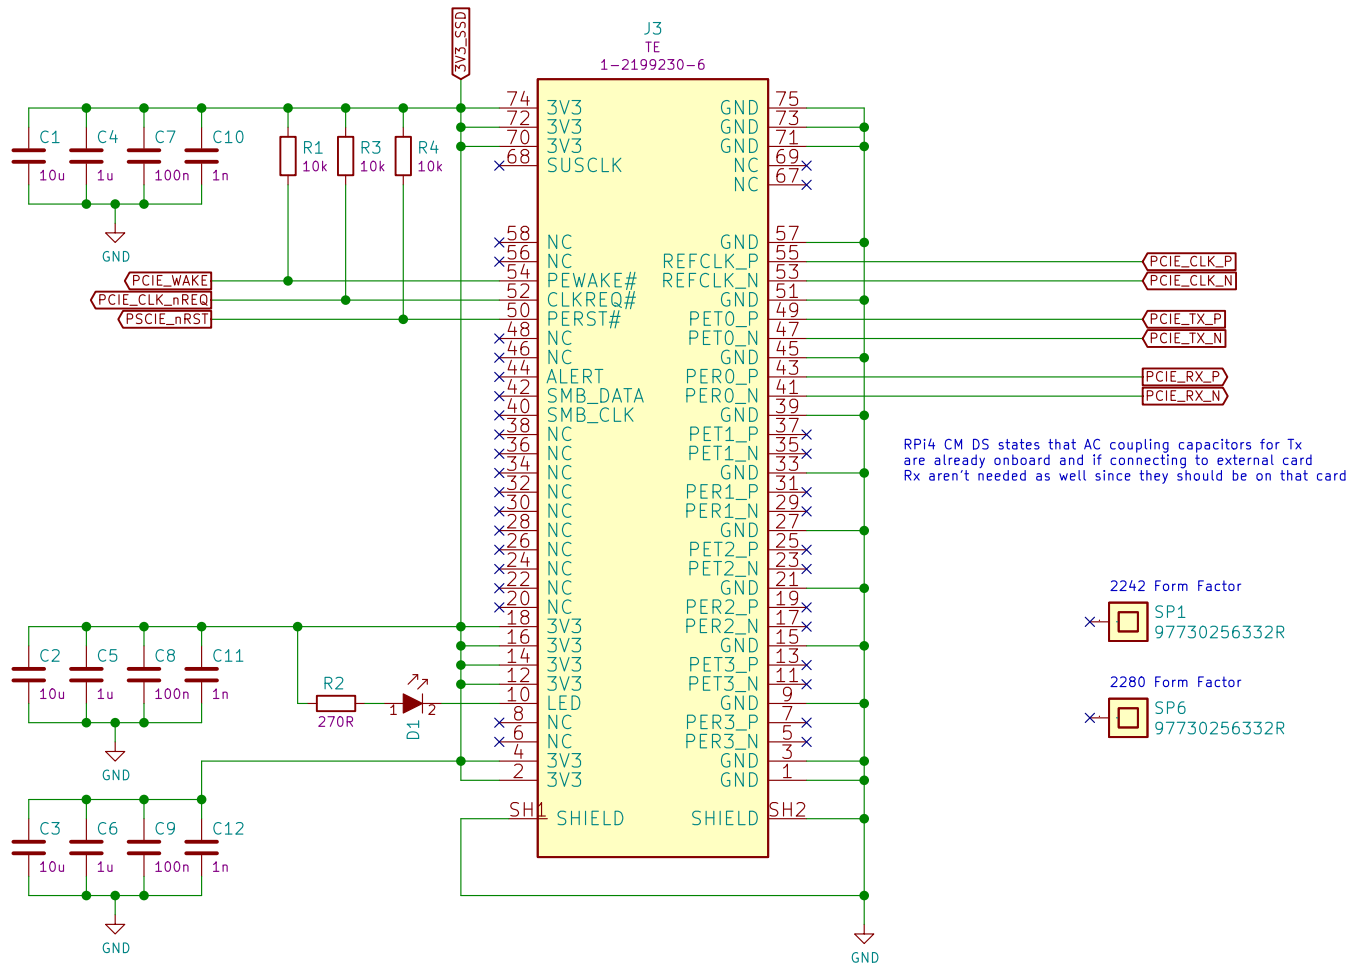 3V3_SSD
J3
TE
1-2199230-6
74 3V3 GND 75
72 3V3 GND 73
70 3V3 GND 71
68 SUSCLK NC 69
NC 67
C1 C4 C7 C10 R1 R3 R4
10u 1u 100n 1n 10k 10k 10k
GND
58 NC GND 57
56 NC REFCLK_P 55 PCIE_CLK_P
PCIE_WAKE 54 PEWAKE# REFCLK_N 53 PCIE_CLK_N
PCIE_CLK_nREQ 52 CLKREQ# GND 51
PSCIE_nRST 50 PERST# PET0_P 49 PCIE_TX_P
48 NC PET0_N 47 PCIE_TX_N
46 NC GND 45
44 ALERT PER0_P 43 PCIE_RX_P
42 SMB_DATA PER0_N 41 PCIE_RX_N
40 SMB_CLK GND 39
38 NC PET1_P 37
36 NC PET1_N 35
34 NC GND 33
32 NC PER1_P 31
30 NC PER1_N 29
28 NC GND 27
26 NC PET2_P 25
24 NC PET2_N 23
22 NC GND 21
20 NC PER2_P 19
18 3V3 PER2_N 17
16 3V3 GND 15
14 3V3 PET3_P 13
12 3V3 PET3_N 11
10 LED GND 9
8 NC PER3_P 7
6 NC PER3_N 5
4 3V3 GND 3
2 3V3 GND 1
SH1 SHIELD SHIELD SH2
RPi4 CM DS states that AC coupling capacitors for Tx
are already onboard and if connecting to external card
Rx aren't needed as well since they should be on that card
2242 Form Factor
SP1
97730256332R
2280 Form Factor
SP6
97730256332R
C2 C5 C8 C11
10u 1u 100n 1n
R2
270R
1 2
D1
GND
C3 C6 C9 C12
10u 1u 100n 1n
GND
GND